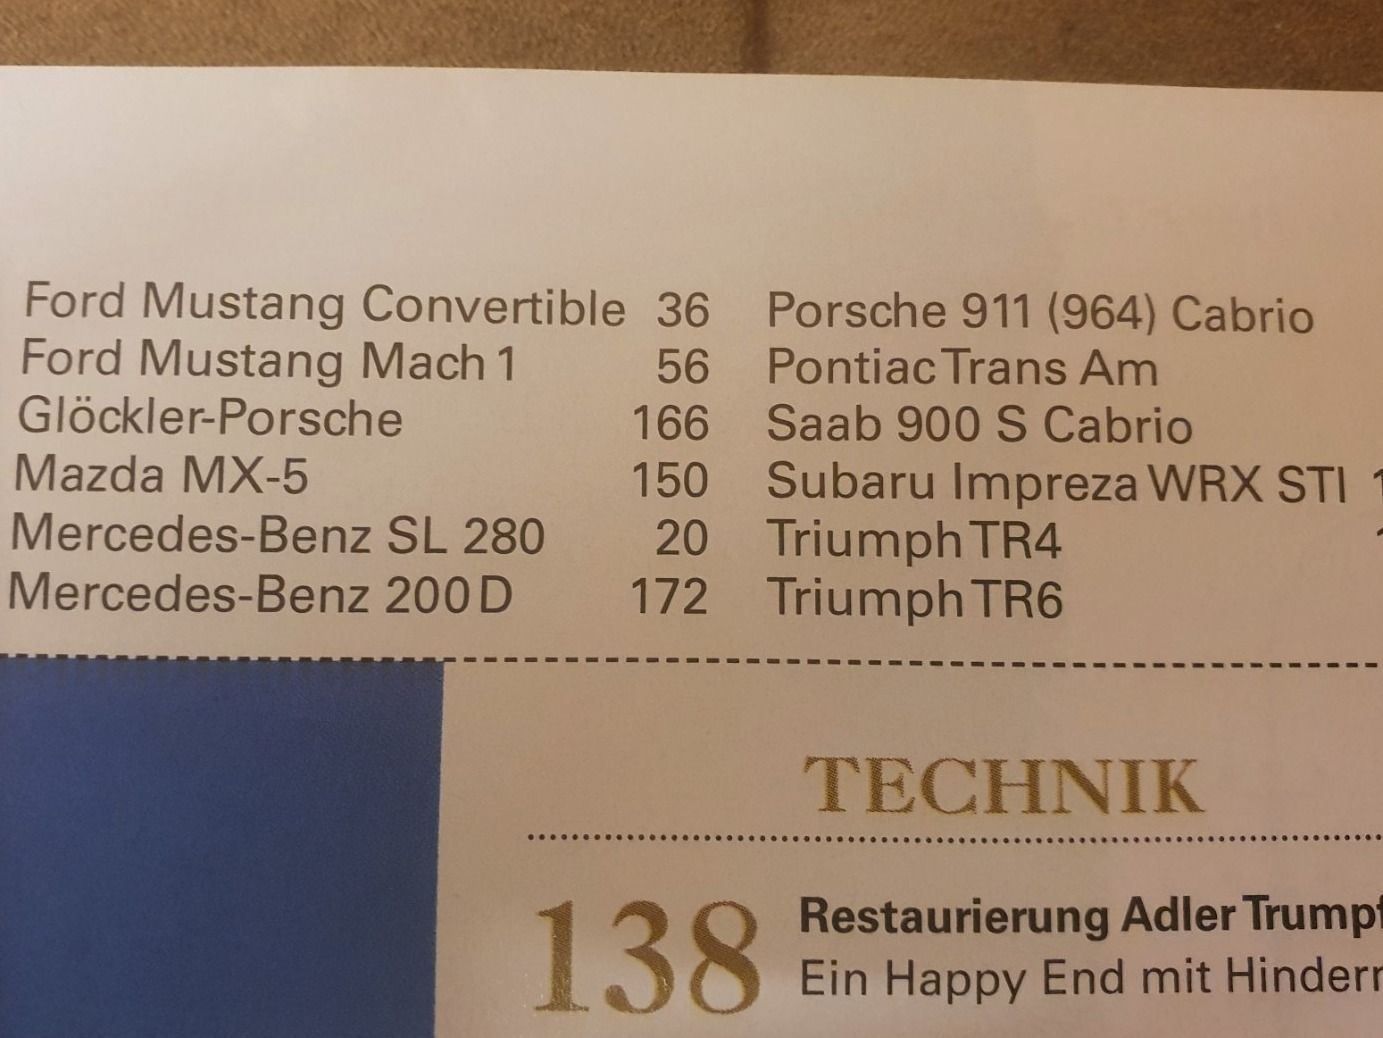 Ford Mustang Convertible 36
Ford Mustang Mach 1 56
Glöckler-Porsche 166
Mazda MX-5 150
Mercedes-Benz SL 280 20
Mercedes-Benz 200 D 172
Porsche 911 (964) Cabrio
Pontiac Trans Am
Saab 900 S Cabrio
Subaru Impreza WRX STI
Triumph TR4
Triumph TR6
TECHNIK
138 Restaurierung Adler
Ein Happy End mit